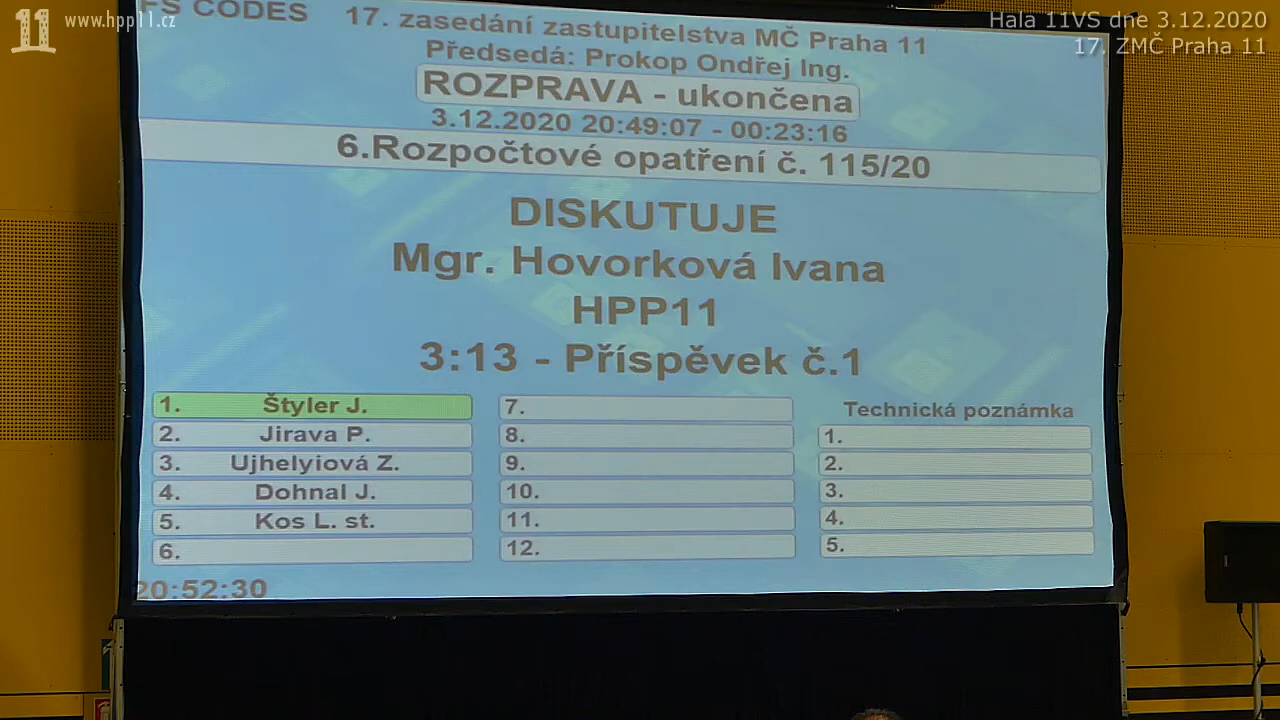 11 www.hpp11.cz
Hala 11VS dne 3.12.2020
17. ZMČ Praha 11
FS CODES
17. zasedání zastupitelstva MČ Praha 11
Předsedá: Prokop Ondřej Ing.
ROZPRAVA - ukončena
3.12.2020 20:49:07 - 00:23:16
6.Rozpočtové opatření č. 115/20
DISKUTUJE
Mgr. Hovorková Ivana
HPP11
3:13 - Příspěvek č.1
1. Štyler J.
2. Jirava P.
3. Ujhelyiová Z.
4. Dohnal J.
5. Kos L. st.
6.
7.
8.
9.
10.
11.
12.
Technická poznámka
1.
2.
3.
4.
5.
20:52:30